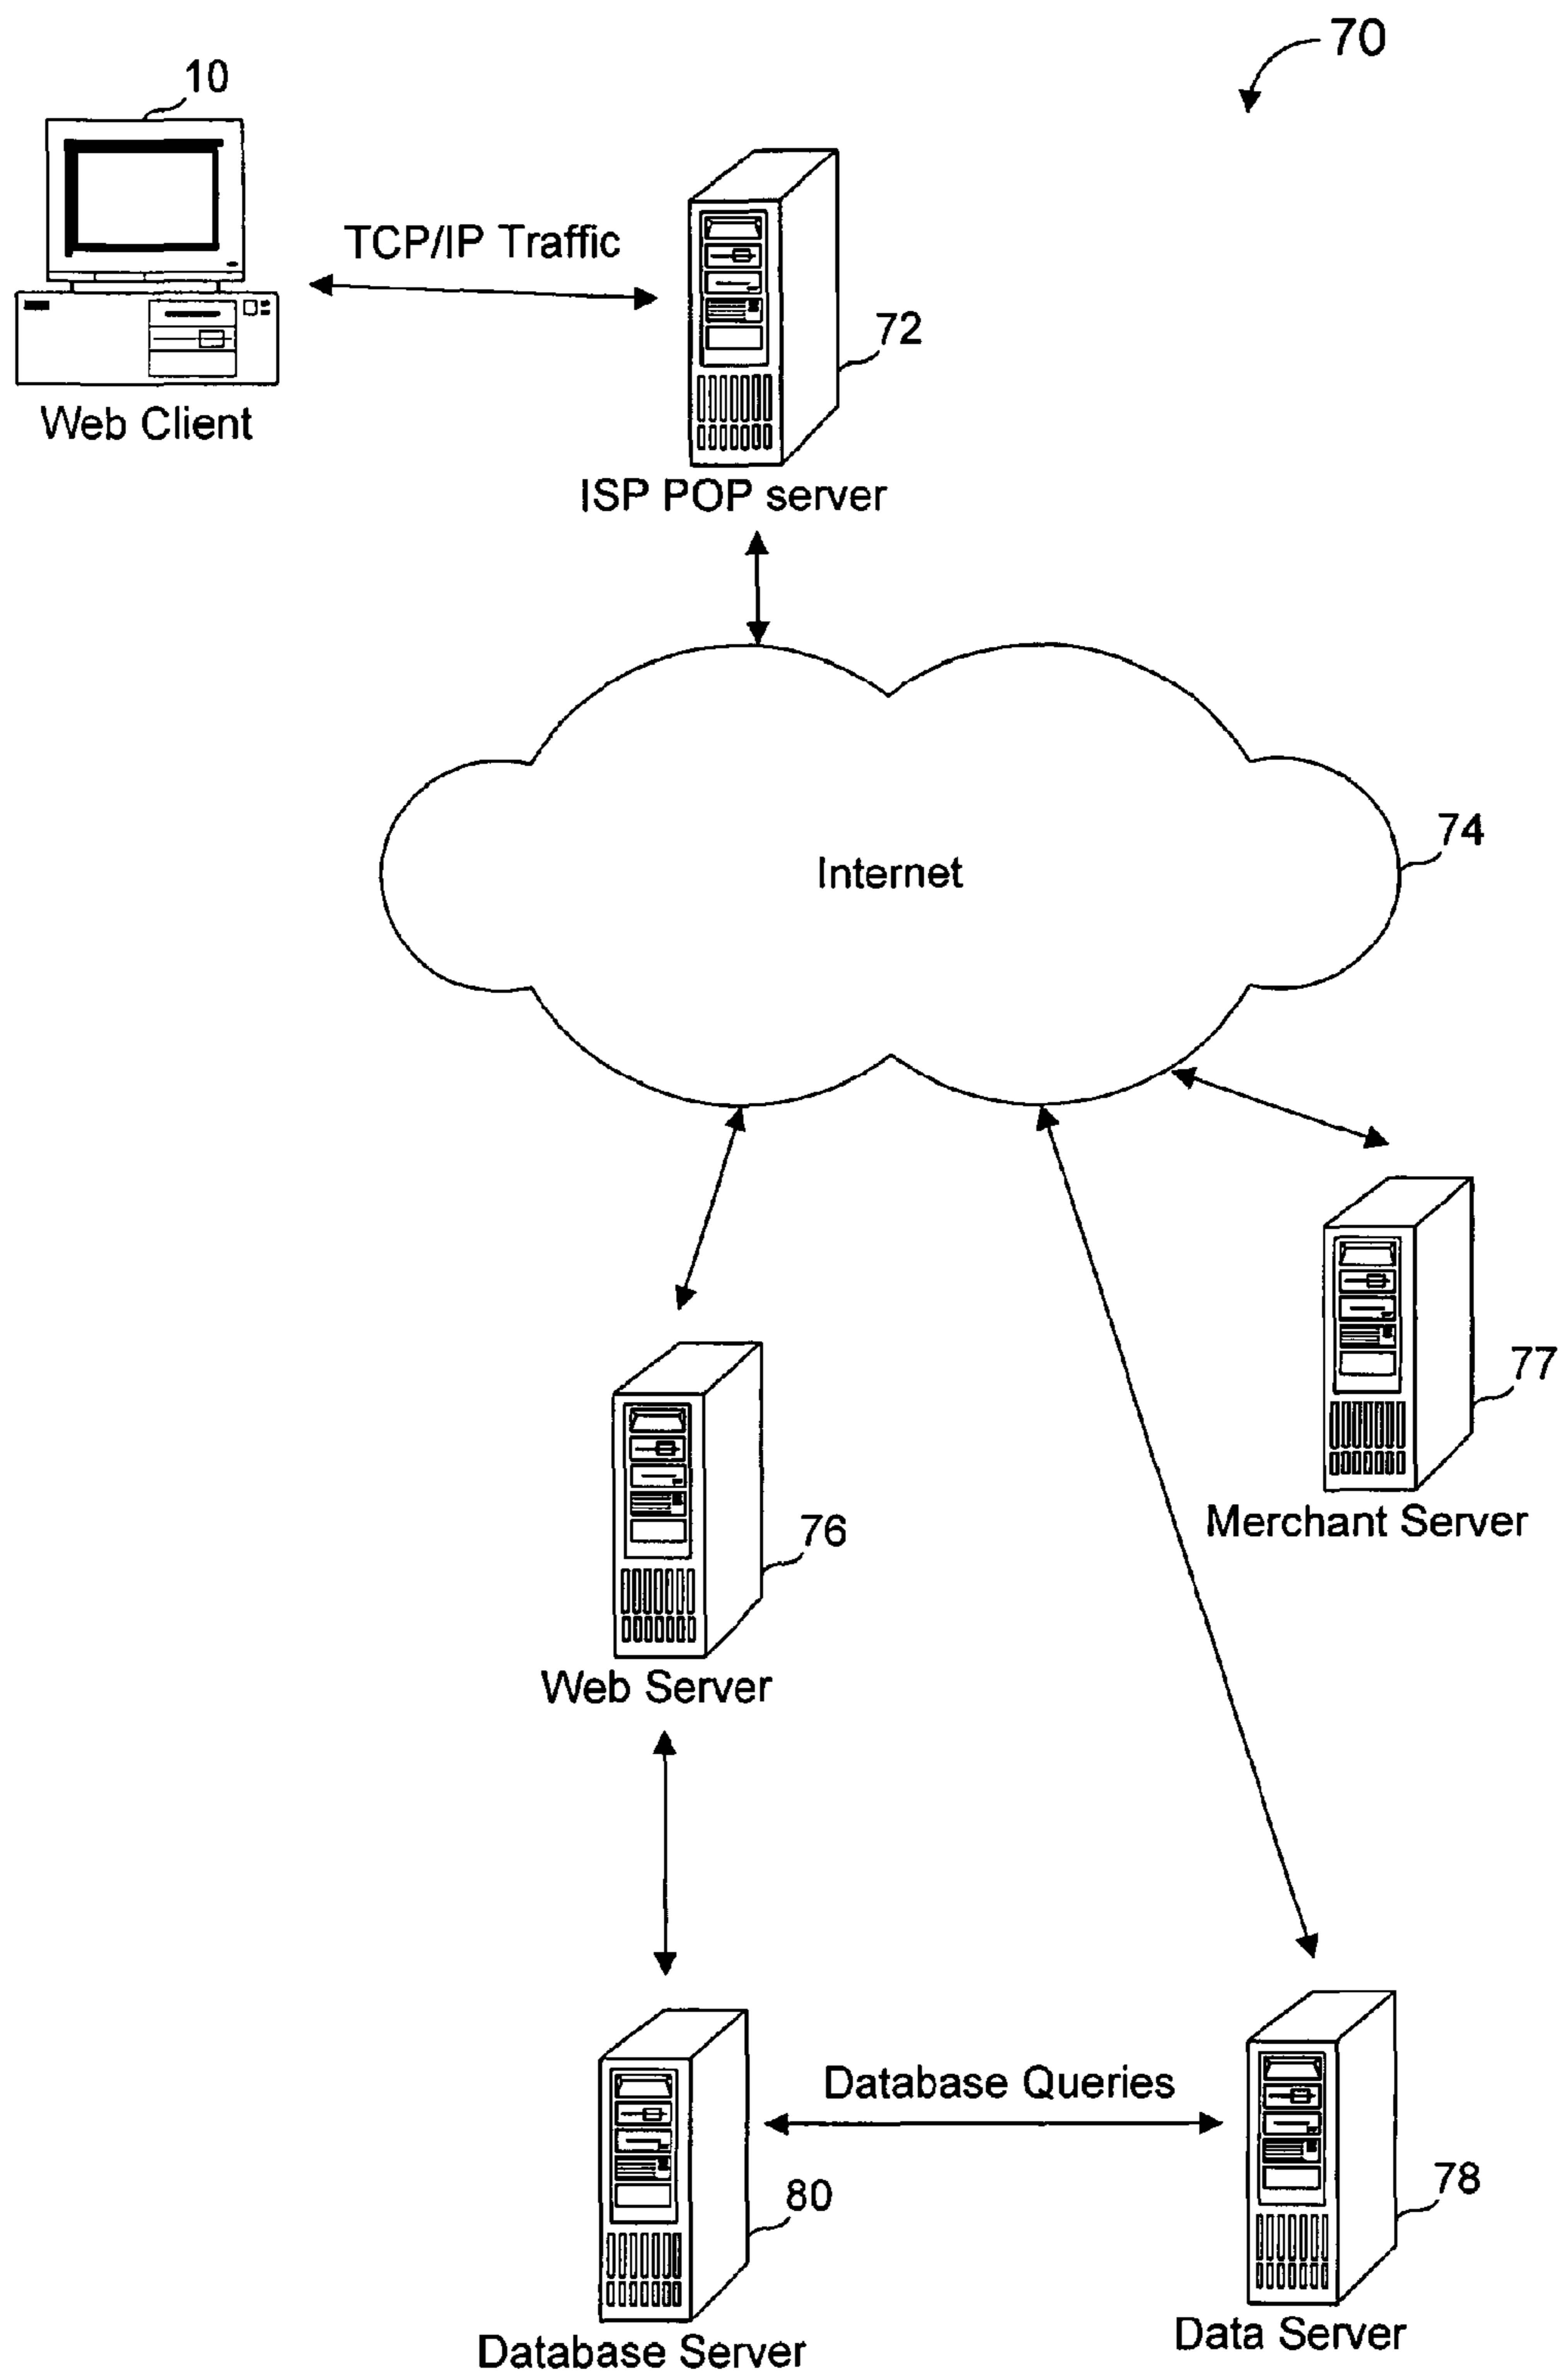 70
10
TCP/IP Traffic
72
Web Client
ISP POP server
74
Internet
77
Merchant Server
76
Web Server
Database Queries
78
80
Data Server
Database Server